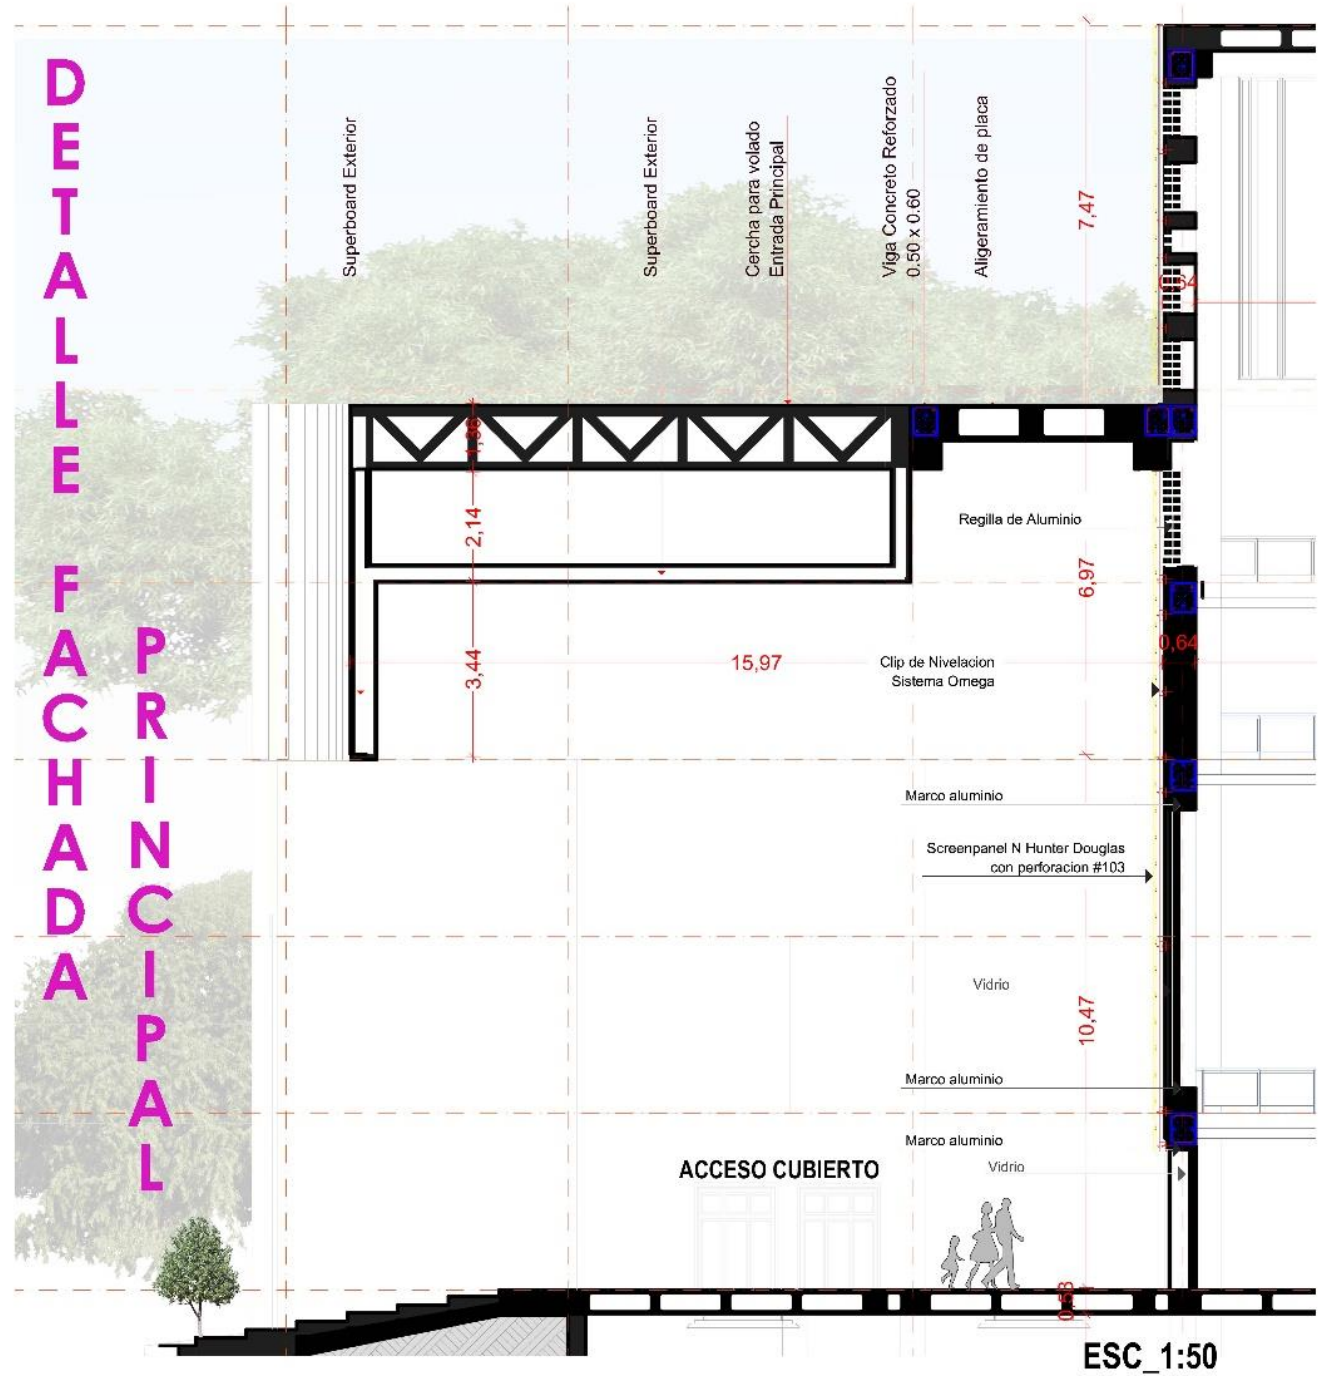 DETALLE FACHADA
PRINCIPAL
Superboard Exterior
Superboard Exterior
Cercha para volado
Entrada Principal
Viga Concreto Reforzado
0.50 x 0.60
Aligeramiento de placa
7,47
0,64
2,14
Regilla de Aluminio
6,97
3,44
15,97
Clip de Nivelacion
Sistema Omega
0,64
Marco aluminio
Screenpanel N Hunter Douglas
con perforacion #103
Vidrio
10,47
Marco aluminio
Marco aluminio
Vidrio
ACCESO CUBIERTO
ESC_1:50